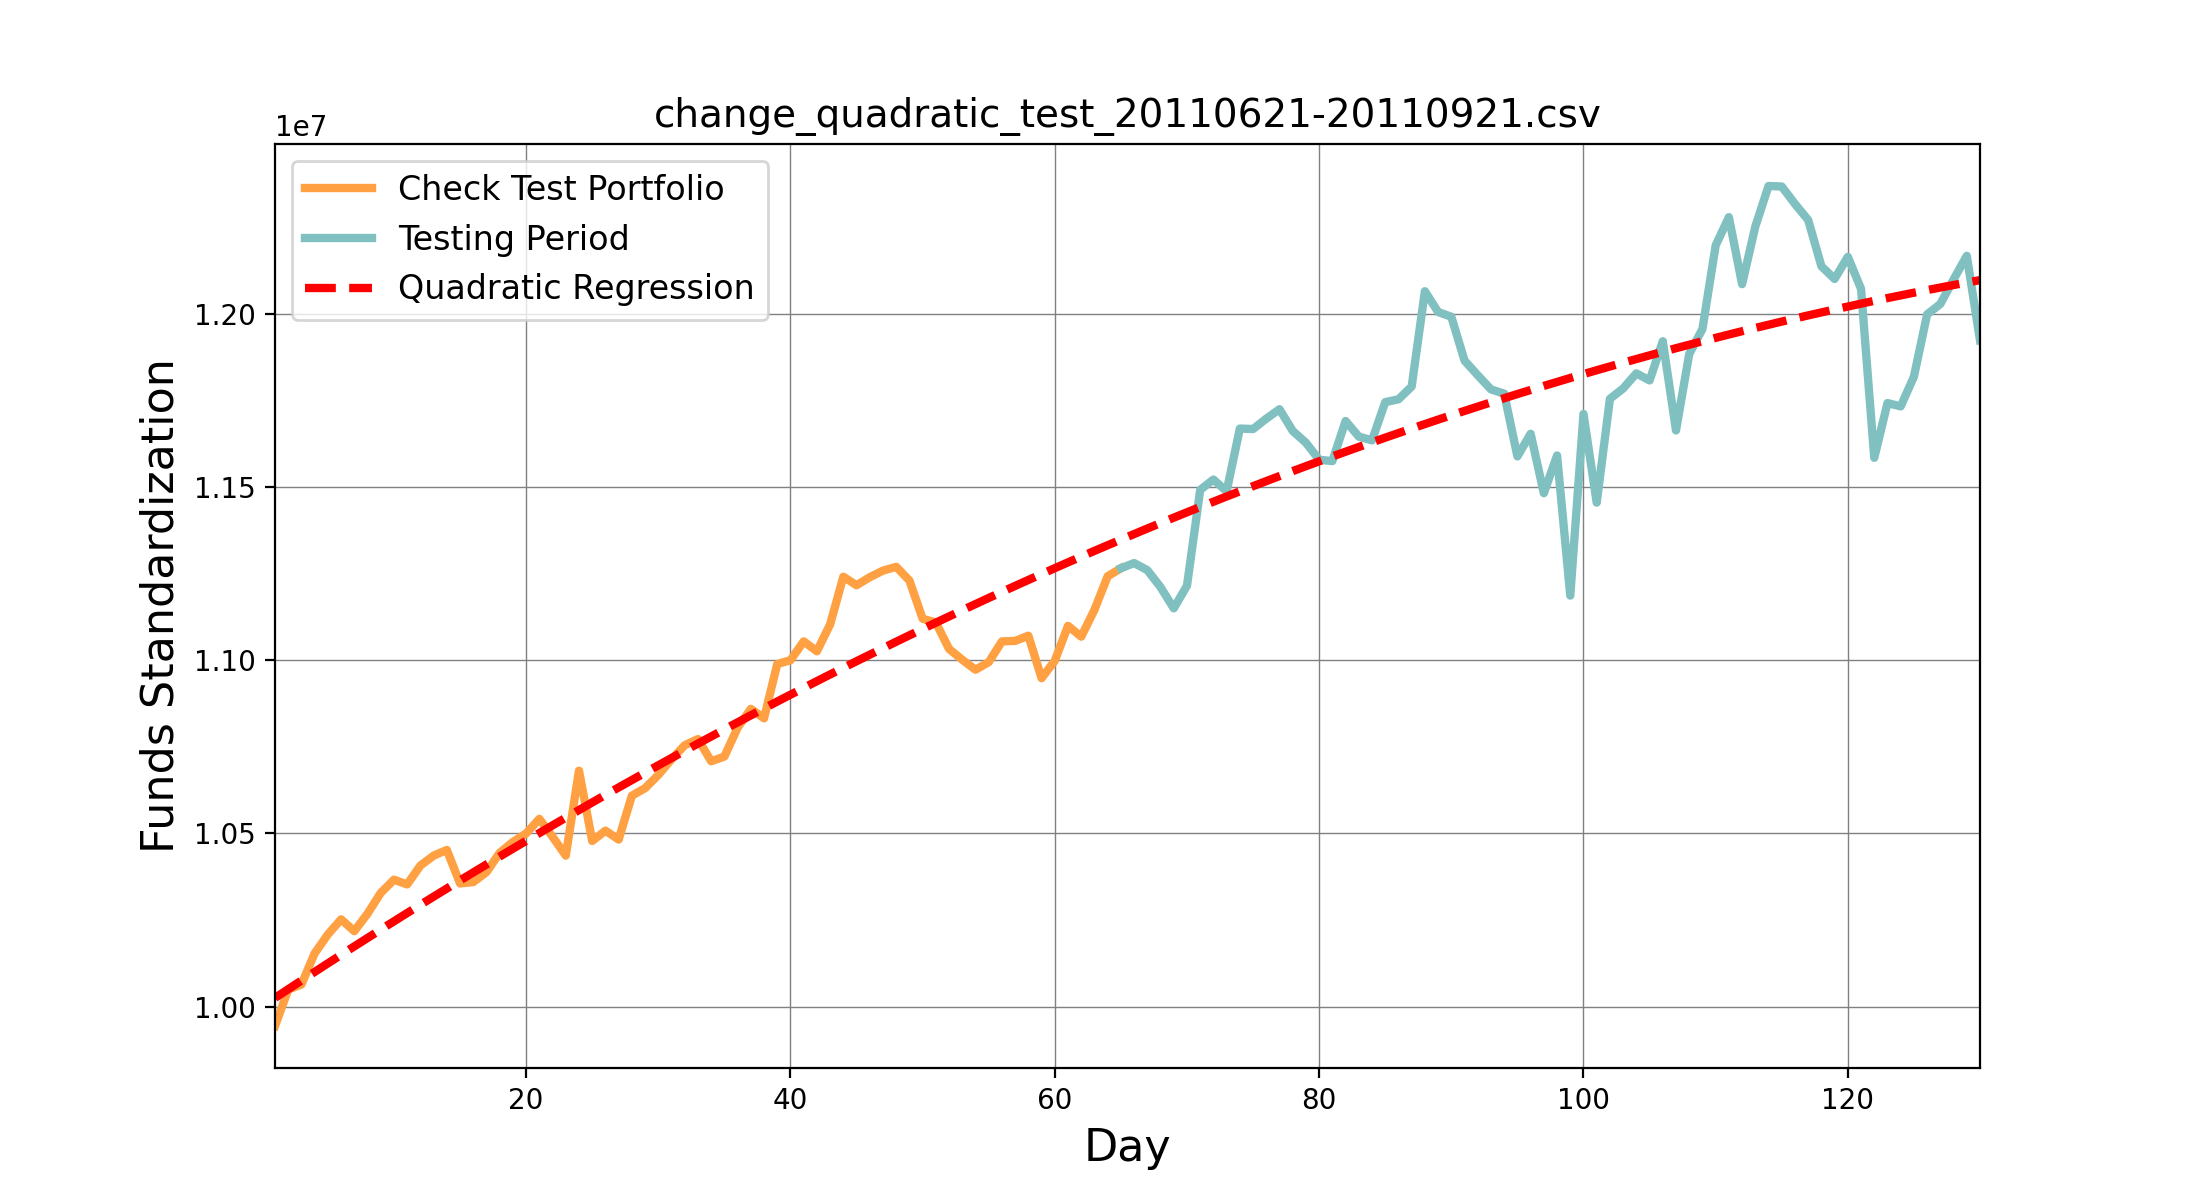 change_quadratic_test_20110621-20110921.csv
1e7
Check Test Portfolio
Testing Period
Quadratic Regression
1.20
1.15
1.10
1.05
1.00
Funds Standardization
20 40 60 80 100 120
Day